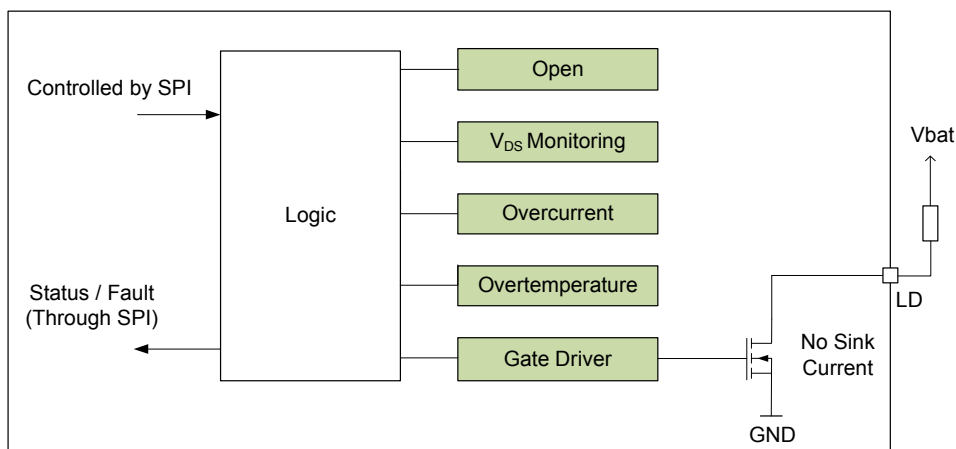 Controlled by SPI
Status / Fault
(Through SPI)
Logic
Open
VDS Monitoring
Overcurrent
Overtemperature
Gate Driver
Vbat
LD
No Sink
Current
GND